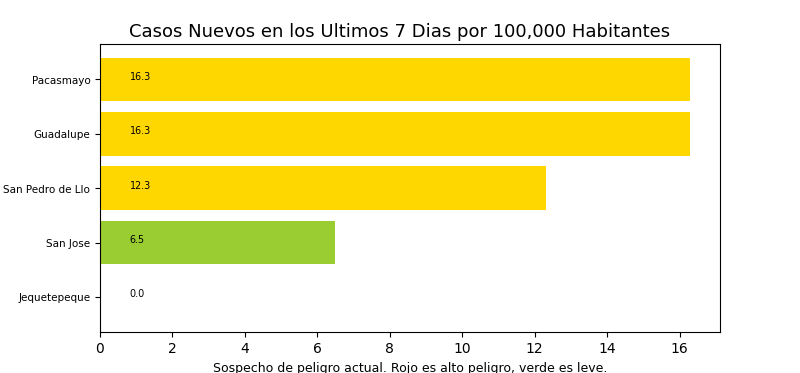 Casos Nuevos en los Ultimos 7 Dias por 100,000 Habitantes
Pacasmayo 16.3
Guadalupe 16.3
San Pedro de Llo 12.3
San Jose 6.5
Jequetepeque 0.0
0 2 4 6 8 10 12 14 16
Sospecho de peligro actual. Rojo es alto peligro, verde es leve.